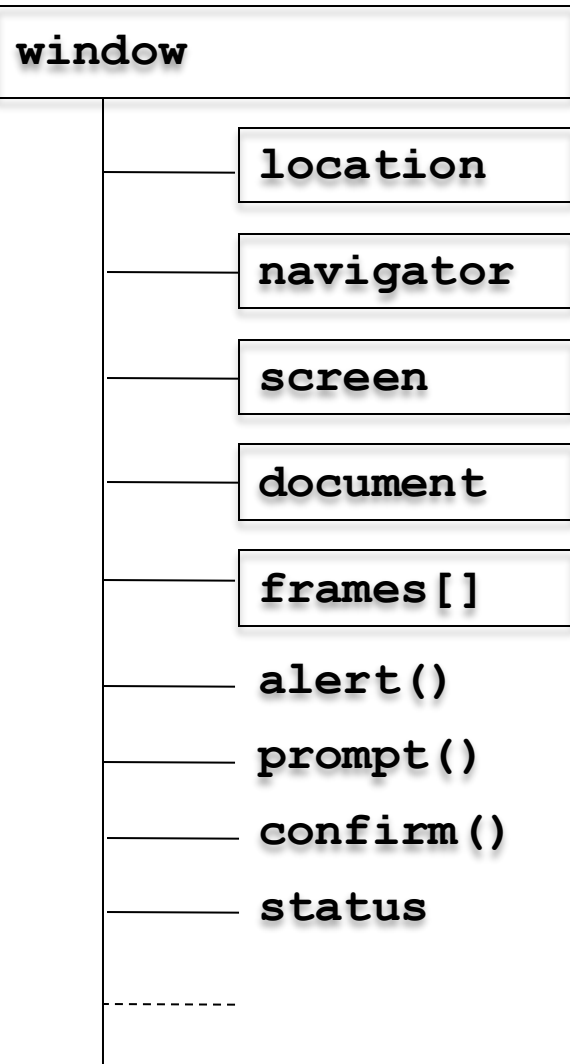 window
location
navigator
screen
document
frames[]
alert()
prompt()
confirm()
status